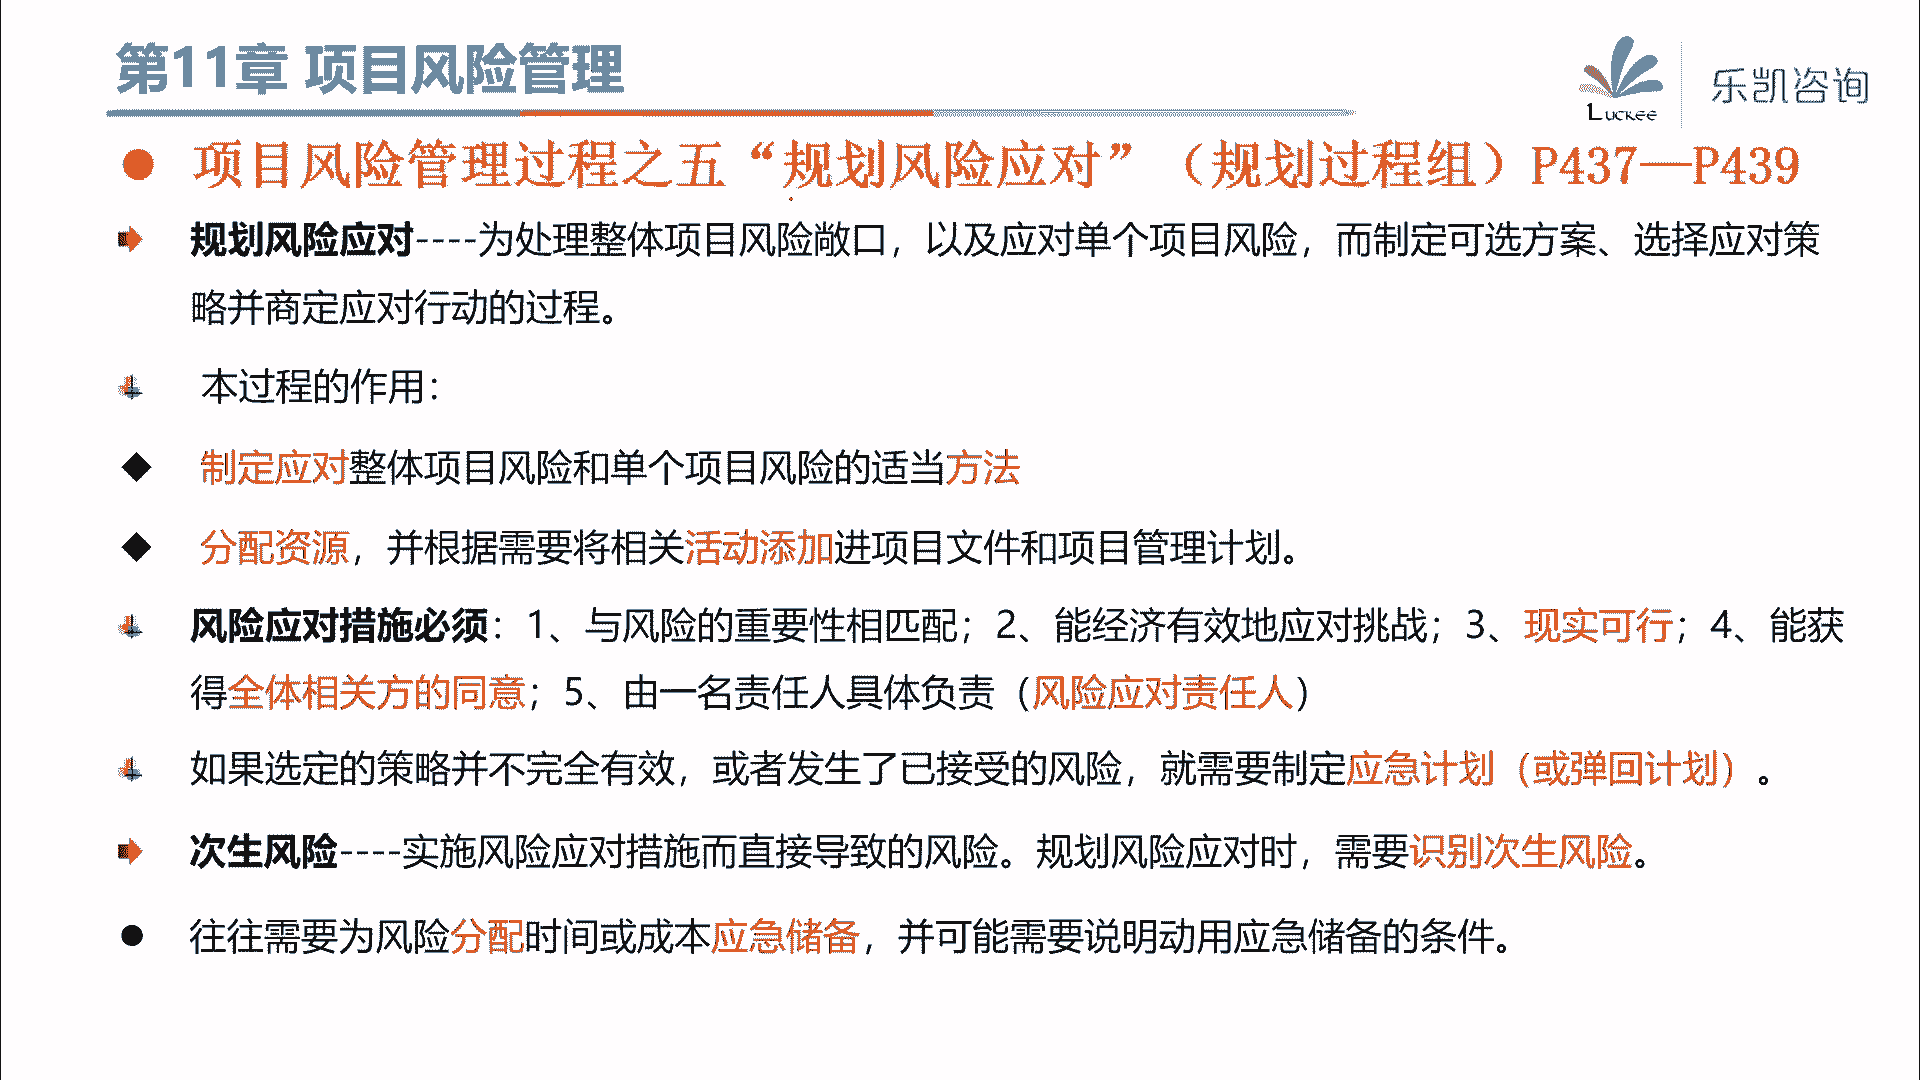 第11章 项目风险管理
Luckee
乐凯咨询
项目风险管理过程之五“规划风险应对”（规划过程组）P437—P439
规划风险应对----为处理整体项目风险敞口，以及应对单个项目风险，而制定可选方案、选择应对策
略并商定应对行动的过程。
本过程的作用：
制定应对整体项目风险和单个项目风险的适当方法
分配资源，并根据需要将相关活动添加进项目文件和项目管理计划。
风险应对措施必须：1、与风险的重要性相匹配；2、能经济有效地应对挑战；3、现实可行；4、能获
得全体相关方的同意；5、由一名责任人具体负责（风险应对责任人）
如果选定的策略并不完全有效，或者发生了已接受的风险，就需要制定应急计划（或弹回计划）。
次生风险----实施风险应对措施而直接导致的风险。规划风险应对时，需要识别次生风险。
往往需要为风险分配时间或成本应急储备，并可能需要说明动用应急储备的条件。